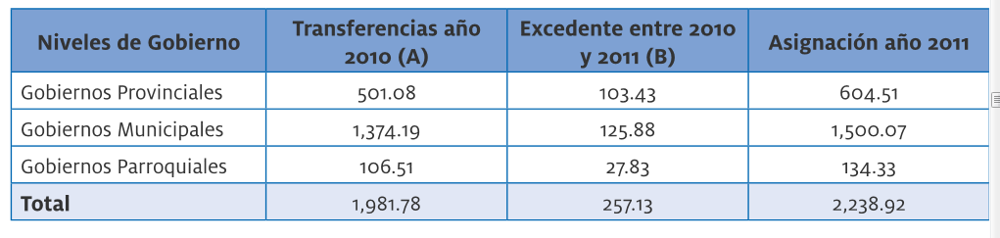 Niveles de Gobierno Transferencias año 2010 (A) Excedente entre 2010 y 2011 (B) Asignación año 2011
Gobiernos Provinciales 501.08 103.43 604.51
Gobiernos Municipales 1,374.19 125.88 1,500.07
Gobiernos Parroquiales 106.51 27.83 134.33
Total 1,981.78 257.13 2,238.92